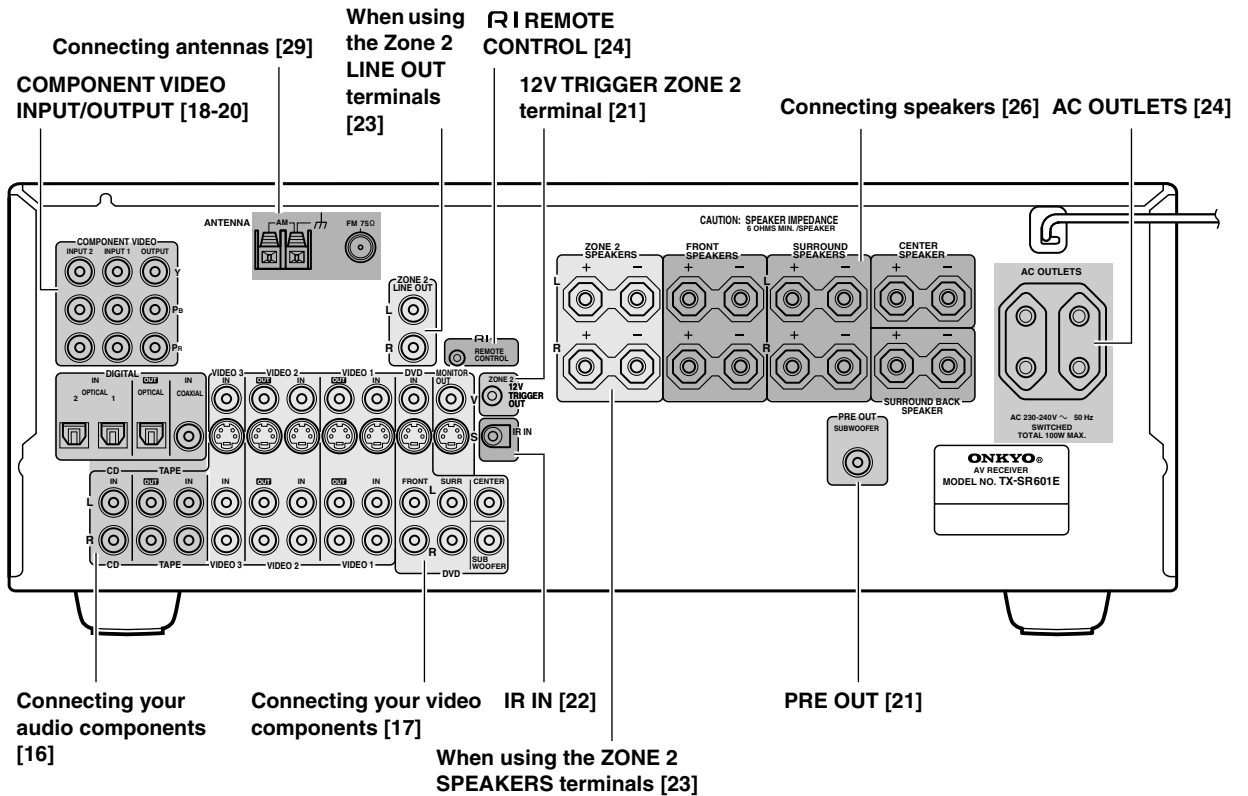 When using
the Zone 2
LINE OUT
terminals
[23]
RI REMOTE
CONTROL [24]
Connecting antennas [29]
COMPONENT VIDEO
INPUT/OUTPUT [18-20]
12V TRIGGER ZONE 2
terminal [21]
Connecting speakers [26]
AC OUTLETS [24]
ANTENNA
AM
FM 75Ω
CAUTION: SPEAKER IMPEDANCE
6 OHMS MIN. /SPEAKER
COMPONENT VIDEO
INPUT 2 INPUT 1 OUTPUT
Y
PB
PR
ZONE 2
LINE OUT
L
R
RI
REMOTE
CONTROL
ZONE 2
SPEAKERS
FRONT
SPEAKERS
SURROUND
SPEAKERS
CENTER
SPEAKER
+ − + − + − + −
L L
+ − + − + − + −
R R
SURROUND BACK
SPEAKER
AC OUTLETS
AC 230-240V ~ 50 Hz
SWITCHED
TOTAL 100W MAX.
DIGITAL
IN OUT IN
2 OPTICAL 1 OPTICAL COAXIAL
VIDEO 3 VIDEO 2 VIDEO 1 DVD MONITOR
OUT
IN OUT IN OUT IN IN
V
S
ZONE 2
12V
TRIGGER
OUT
IR IN
PRE OUT
SUBWOOFER
ONKYO®
AV RECEIVER
MODEL NO. TX-SR601E
CD TAPE
IN OUT IN IN OUT IN OUT IN FRONT SURR CENTER
L L
R R
SUB
WOOFER
CD TAPE VIDEO 3 VIDEO 2 VIDEO 1 DVD
Connecting your
audio components
[16]
Connecting your video
components [17]
IR IN [22]
PRE OUT [21]
When using the ZONE 2
SPEAKERS terminals [23]